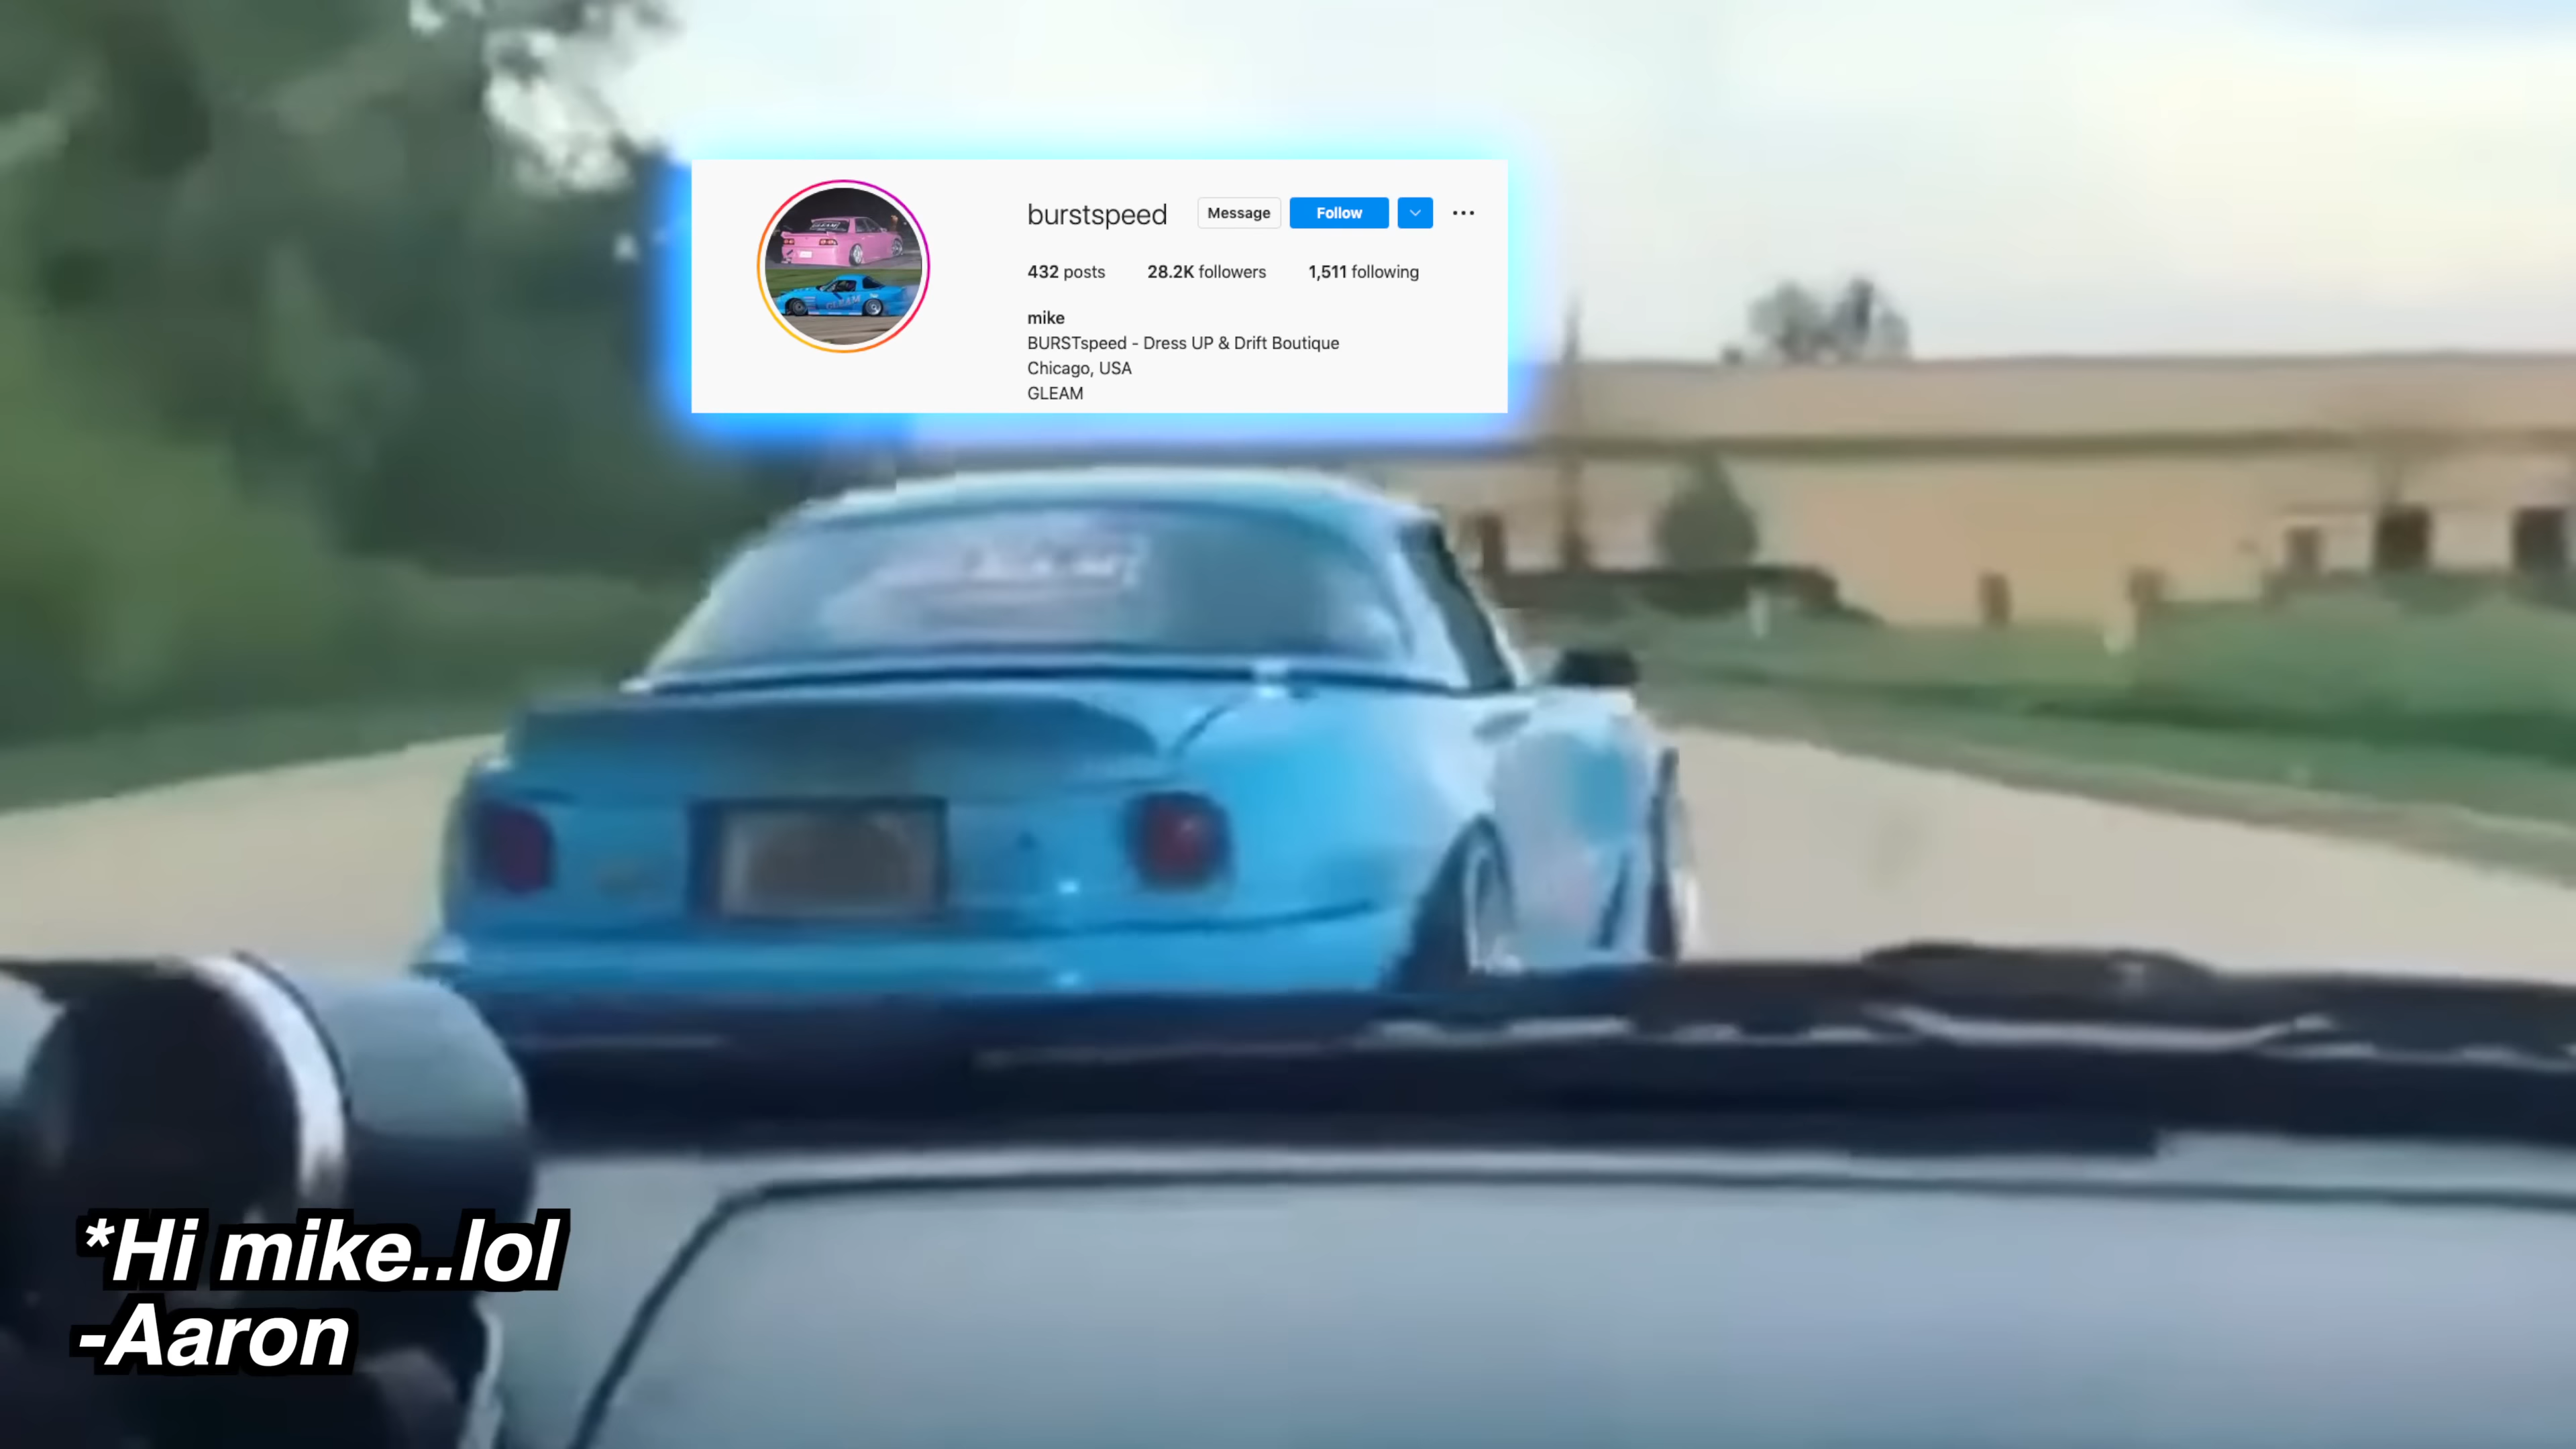 burstspeed Message Follow
432 posts 28.2K followers 1,511 following
mike
BURSTspeed - Dress UP & Drift Boutique
Chicago, USA
GLEAM
*Hi mike..lol
-Aaron